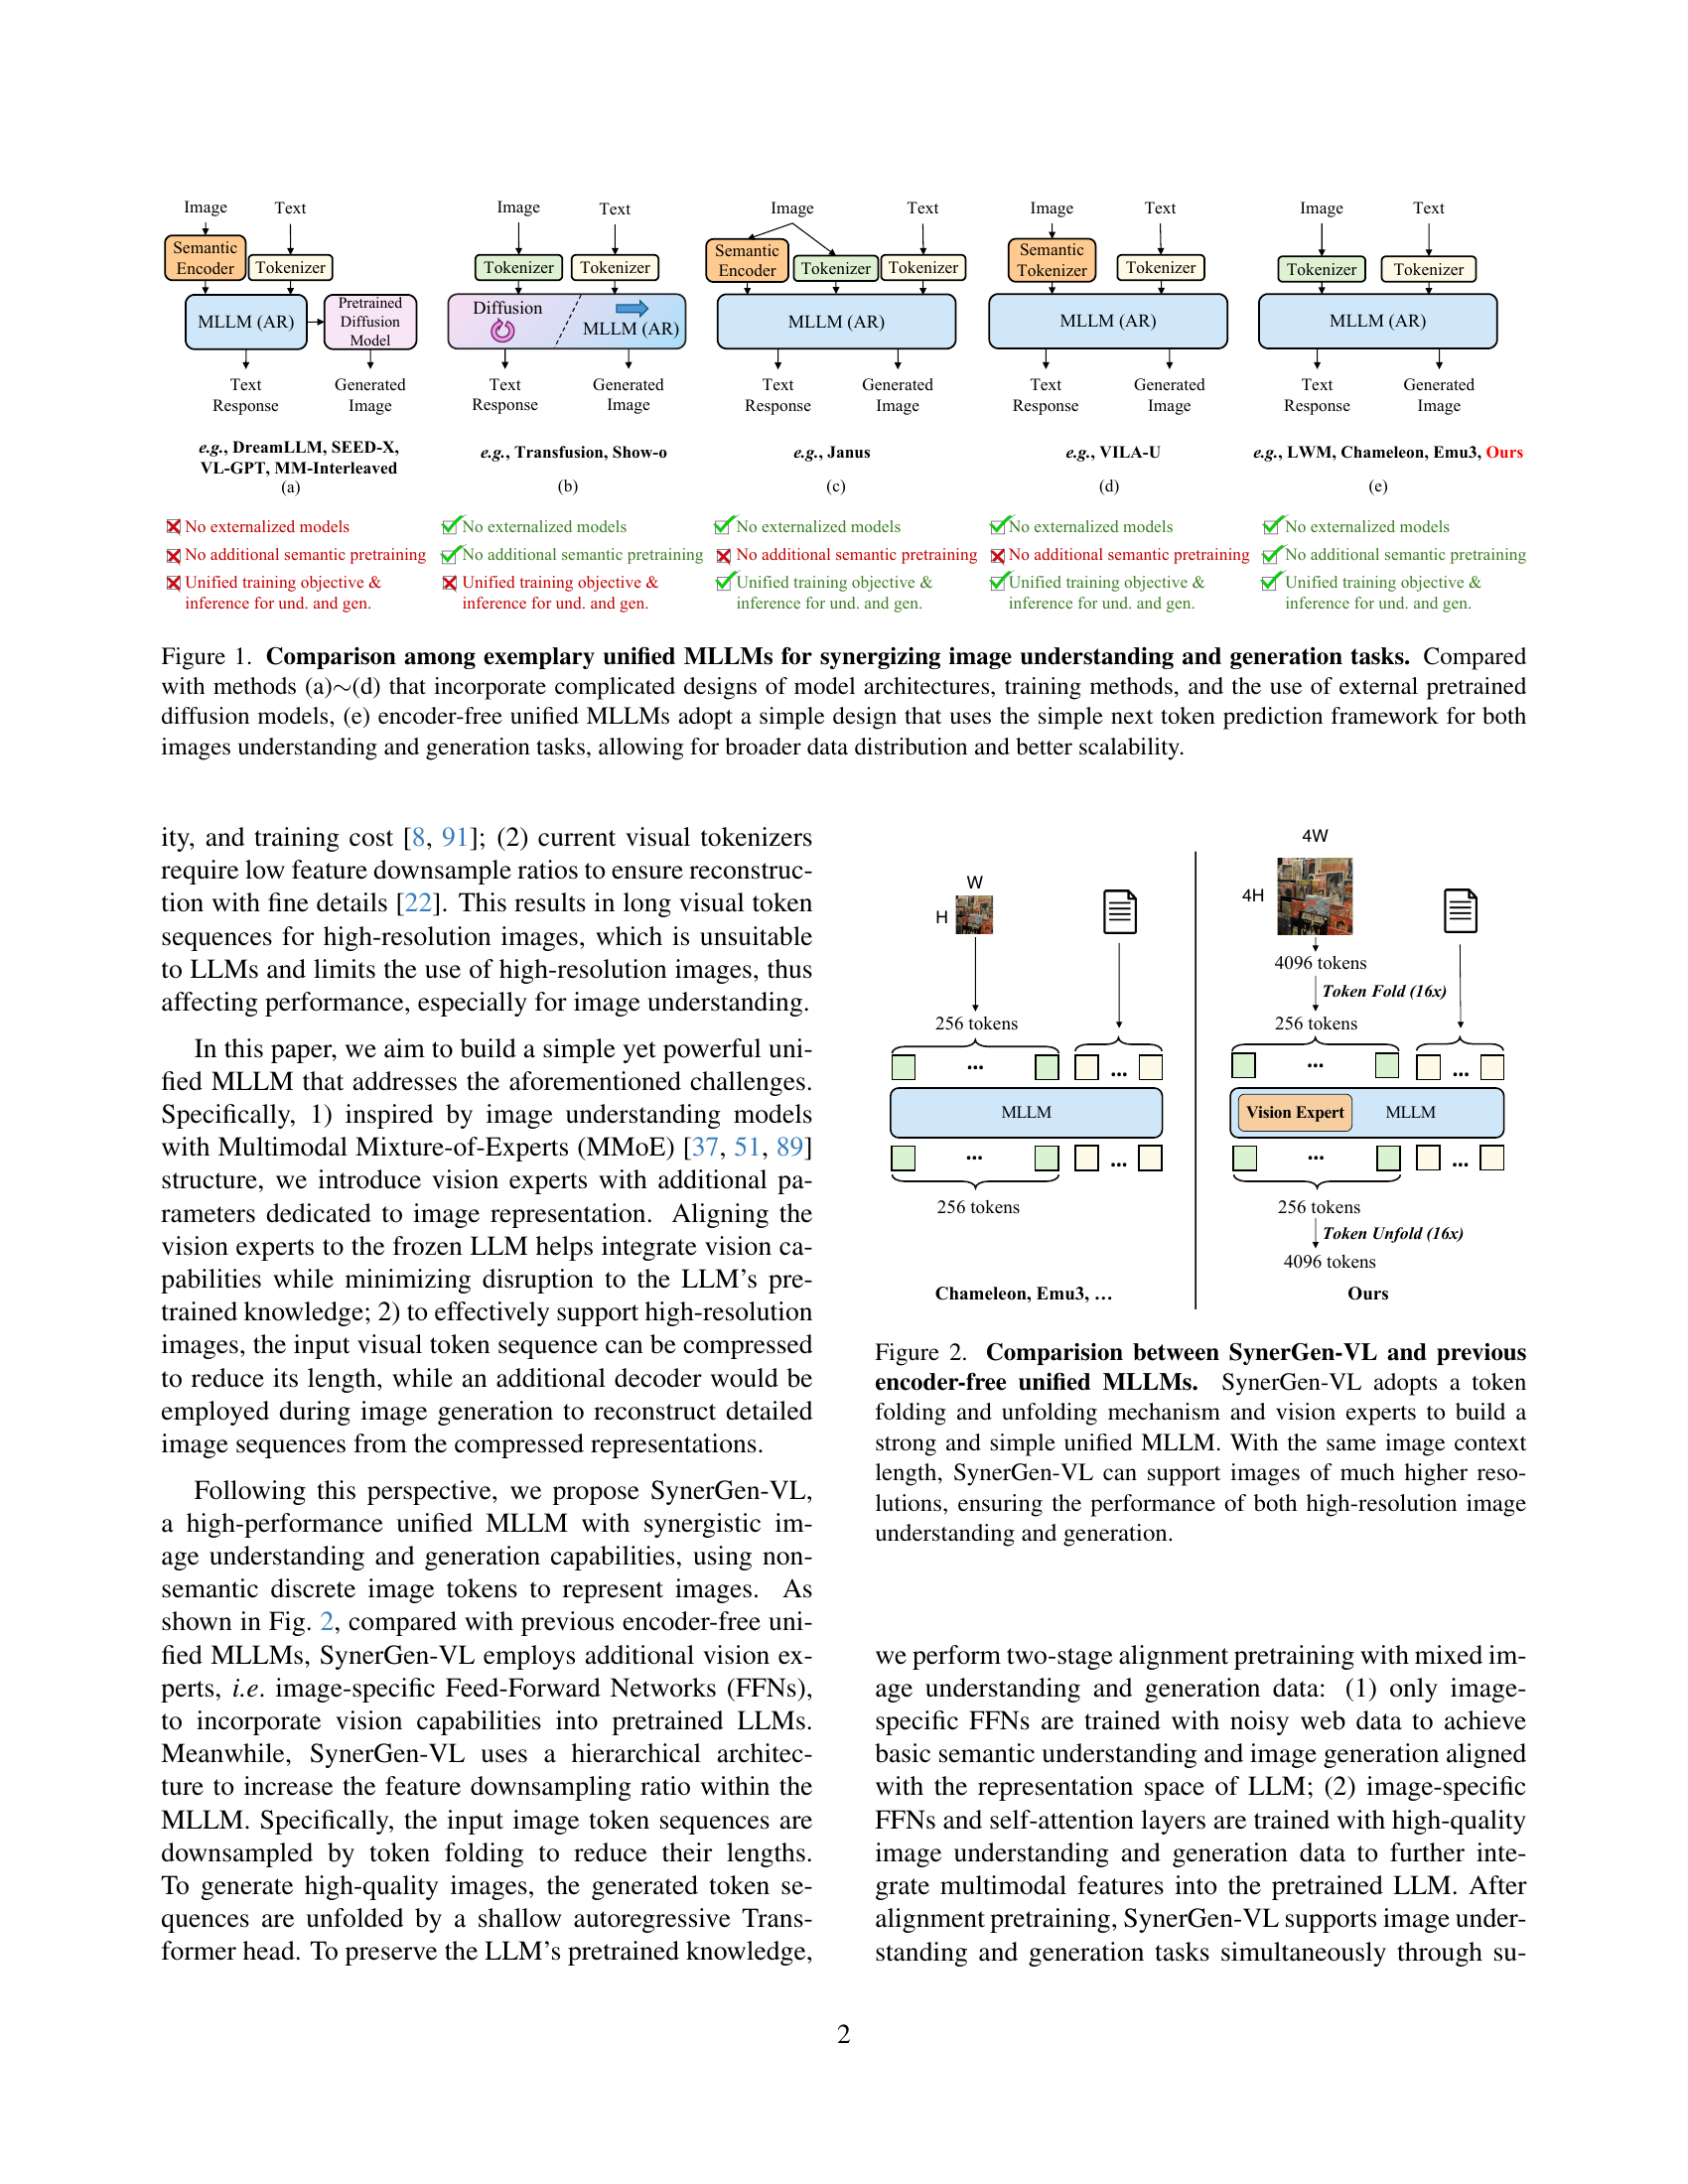 Image Text
Semantic Encoder Tokenizer
MLLM (AR) Pretrained Diffusion Model
Text Response Generated Image
e.g., DreamLLM, SEED-X,
VL-GPT, MM-Interleaved
(a)
No externalized models
No additional semantic pretraining
Unified training objective &
inference for und. and gen.
Image Text
Tokenizer Tokenizer
Diffusion MLLM (AR)
Text Response Generated Image
e.g., Transfusion, Show-o
(b)
No externalized models
No additional semantic pretraining
Unified training objective &
inference for und. and gen.
Image Text
Semantic Encoder Tokenizer Tokenizer
MLLM (AR)
Text Response Generated Image
e.g., Janus
(c)
No externalized models
No additional semantic pretraining
Unified training objective &
inference for und. and gen.
Image Text
Semantic Tokenizer Tokenizer
MLLM (AR)
Text Response Generated Image
e.g., VILA-U
(d)
No externalized models
No additional semantic pretraining
Unified training objective &
inference for und. and gen.
Image Text
Tokenizer Tokenizer
MLLM (AR)
Text Response Generated Image
e.g., LWM, Chameleon, Emu3, Ours
(e)
No externalized models
No additional semantic pretraining
Unified training objective &
inference for und. and gen.
Figure 1. Comparison among exemplary unified MLLMs for synergizing image understanding and generation tasks. Compared
with methods (a)∼(d) that incorporate complicated designs of model architectures, training methods, and the use of external pretrained
diffusion models, (e) encoder-free unified MLLMs adopt a simple design that uses the simple next token prediction framework for both
images understanding and generation tasks, allowing for broader data distribution and better scalability.
ity, and training cost [8, 91]; (2) current visual tokenizers
require low feature downsample ratios to ensure reconstruc-
tion with fine details [22]. This results in long visual token
sequences for high-resolution images, which is unsuitable
to LLMs and limits the use of high-resolution images, thus
affecting performance, especially for image understanding.
In this paper, we aim to build a simple yet powerful uni-
fied MLLM that addresses the aforementioned challenges.
Specifically, 1) inspired by image understanding models
with Multimodal Mixture-of-Experts (MMoE) [37, 51, 89]
structure, we introduce vision experts with additional pa-
rameters dedicated to image representation. Aligning the
vision experts to the frozen LLM helps integrate vision ca-
pabilities while minimizing disruption to the LLM's pre-
trained knowledge; 2) to effectively support high-resolution
images, the input visual token sequence can be compressed
to reduce its length, while an additional decoder would be
employed during image generation to reconstruct detailed
image sequences from the compressed representations.
Following this perspective, we propose SynerGen-VL,
a high-performance unified MLLM with synergistic im-
age understanding and generation capabilities, using non-
semantic discrete image tokens to represent images. As
shown in Fig. 2, compared with previous encoder-free uni-
fied MLLMs, SynerGen-VL employs additional vision ex-
perts, i.e. image-specific Feed-Forward Networks (FFNs),
to incorporate vision capabilities into pretrained LLMs.
Meanwhile, SynerGen-VL uses a hierarchical architec-
ture to increase the feature downsampling ratio within the
MLLM. Specifically, the input image token sequences are
downsampled by token folding to reduce their lengths.
To generate high-quality images, the generated token se-
quences are unfolded by a shallow autoregressive Trans-
former head. To preserve the LLM's pretrained knowledge,
W
H
256 tokens
... ...
MLLM
... ...
256 tokens
Chameleon, Emu3, …
4W
4H
4096 tokens
Token Fold (16x)
256 tokens
... ...
Vision Expert MLLM
... ...
256 tokens
Token Unfold (16x)
4096 tokens
Ours
Figure 2. Comparision between SynerGen-VL and previous
encoder-free unified MLLMs. SynerGen-VL adopts a token
folding and unfolding mechanism and vision experts to build a
strong and simple unified MLLM. With the same image context
length, SynerGen-VL can support images of much higher reso-
lutions, ensuring the performance of both high-resolution image
understanding and generation.
we perform two-stage alignment pretraining with mixed im-
age understanding and generation data: (1) only image-
specific FFNs are trained with noisy web data to achieve
basic semantic understanding and image generation aligned
with the representation space of LLM; (2) image-specific
FFNs and self-attention layers are trained with high-quality
image understanding and generation data to further inte-
grate multimodal features into the pretrained LLM. After
alignment pretraining, SynerGen-VL supports image under-
standing and generation tasks simultaneously through su-
2